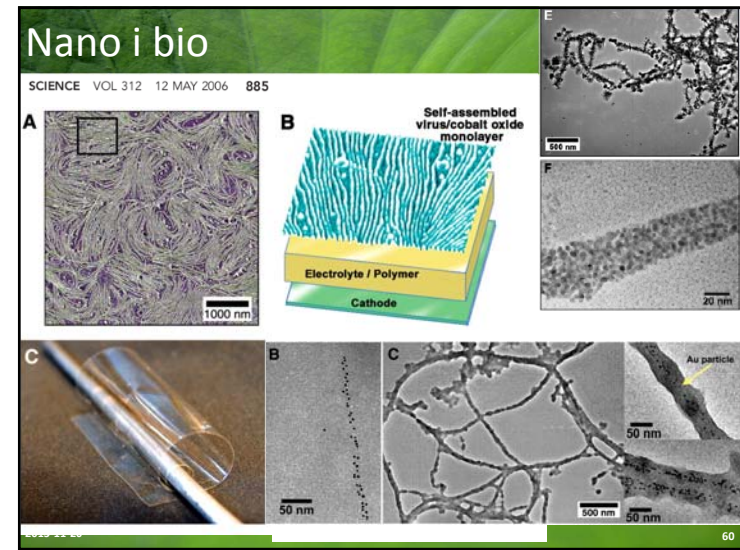 Nano i bio
SCIENCE VOL 312 12 MAY 2006 885
A
1000 nm
B
Self-assembled
virus/cobalt oxide
monolayer
Electrolyte / Polymer
Cathode
E
500 nm
F
20 nm
C
B
50 nm
C
500 nm
Au particle
50 nm
50 nm
60